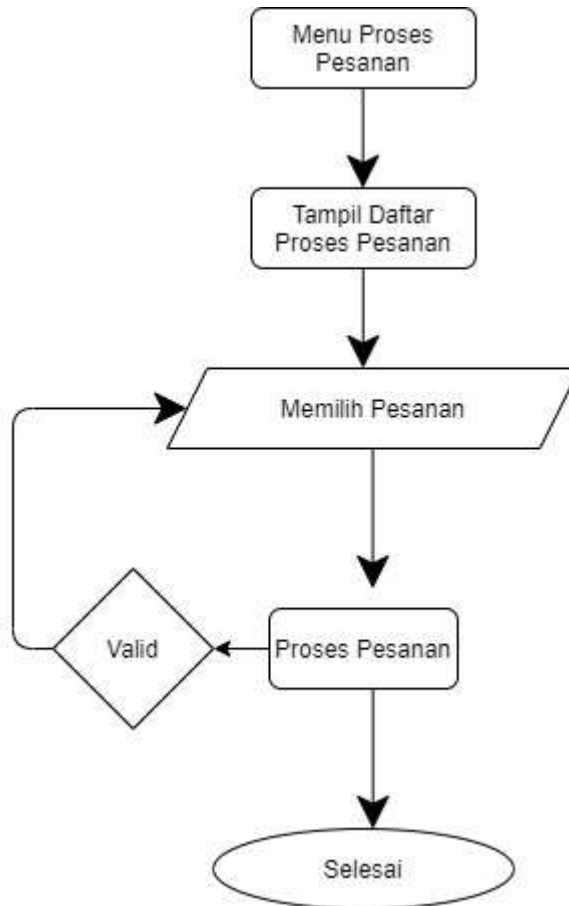 Menu Proses
Pesanan
Tampil Daftar
Proses Pesanan
Memilih Pesanan
Valid
Proses Pesanan
Selesai